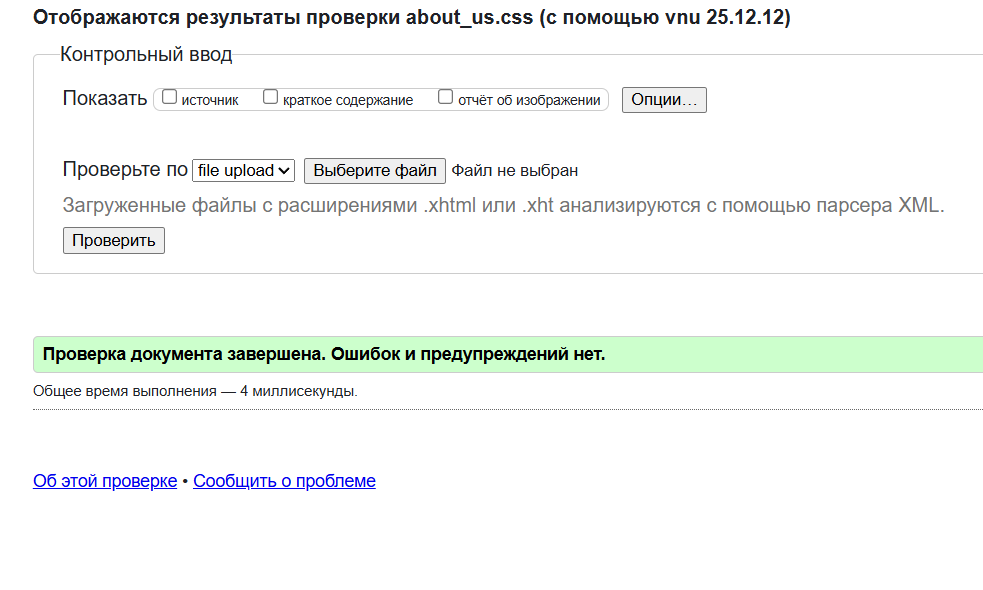 Отображаются результаты проверки about_us.css (с помощью vnu 25.12.12)
Контрольный ввод
Показать источник краткое содержание отчёт об изображении Опции…
Проверьте по file upload Выберите файл Файл не выбран
Загруженные файлы с расширениями .xhtml или .xht анализируются с помощью парсера XML.
Проверить
Проверка документа завершена. Ошибок и предупреждений нет.
Общее время выполнения — 4 миллисекунды.
Об этой проверке • Сообщить о проблеме